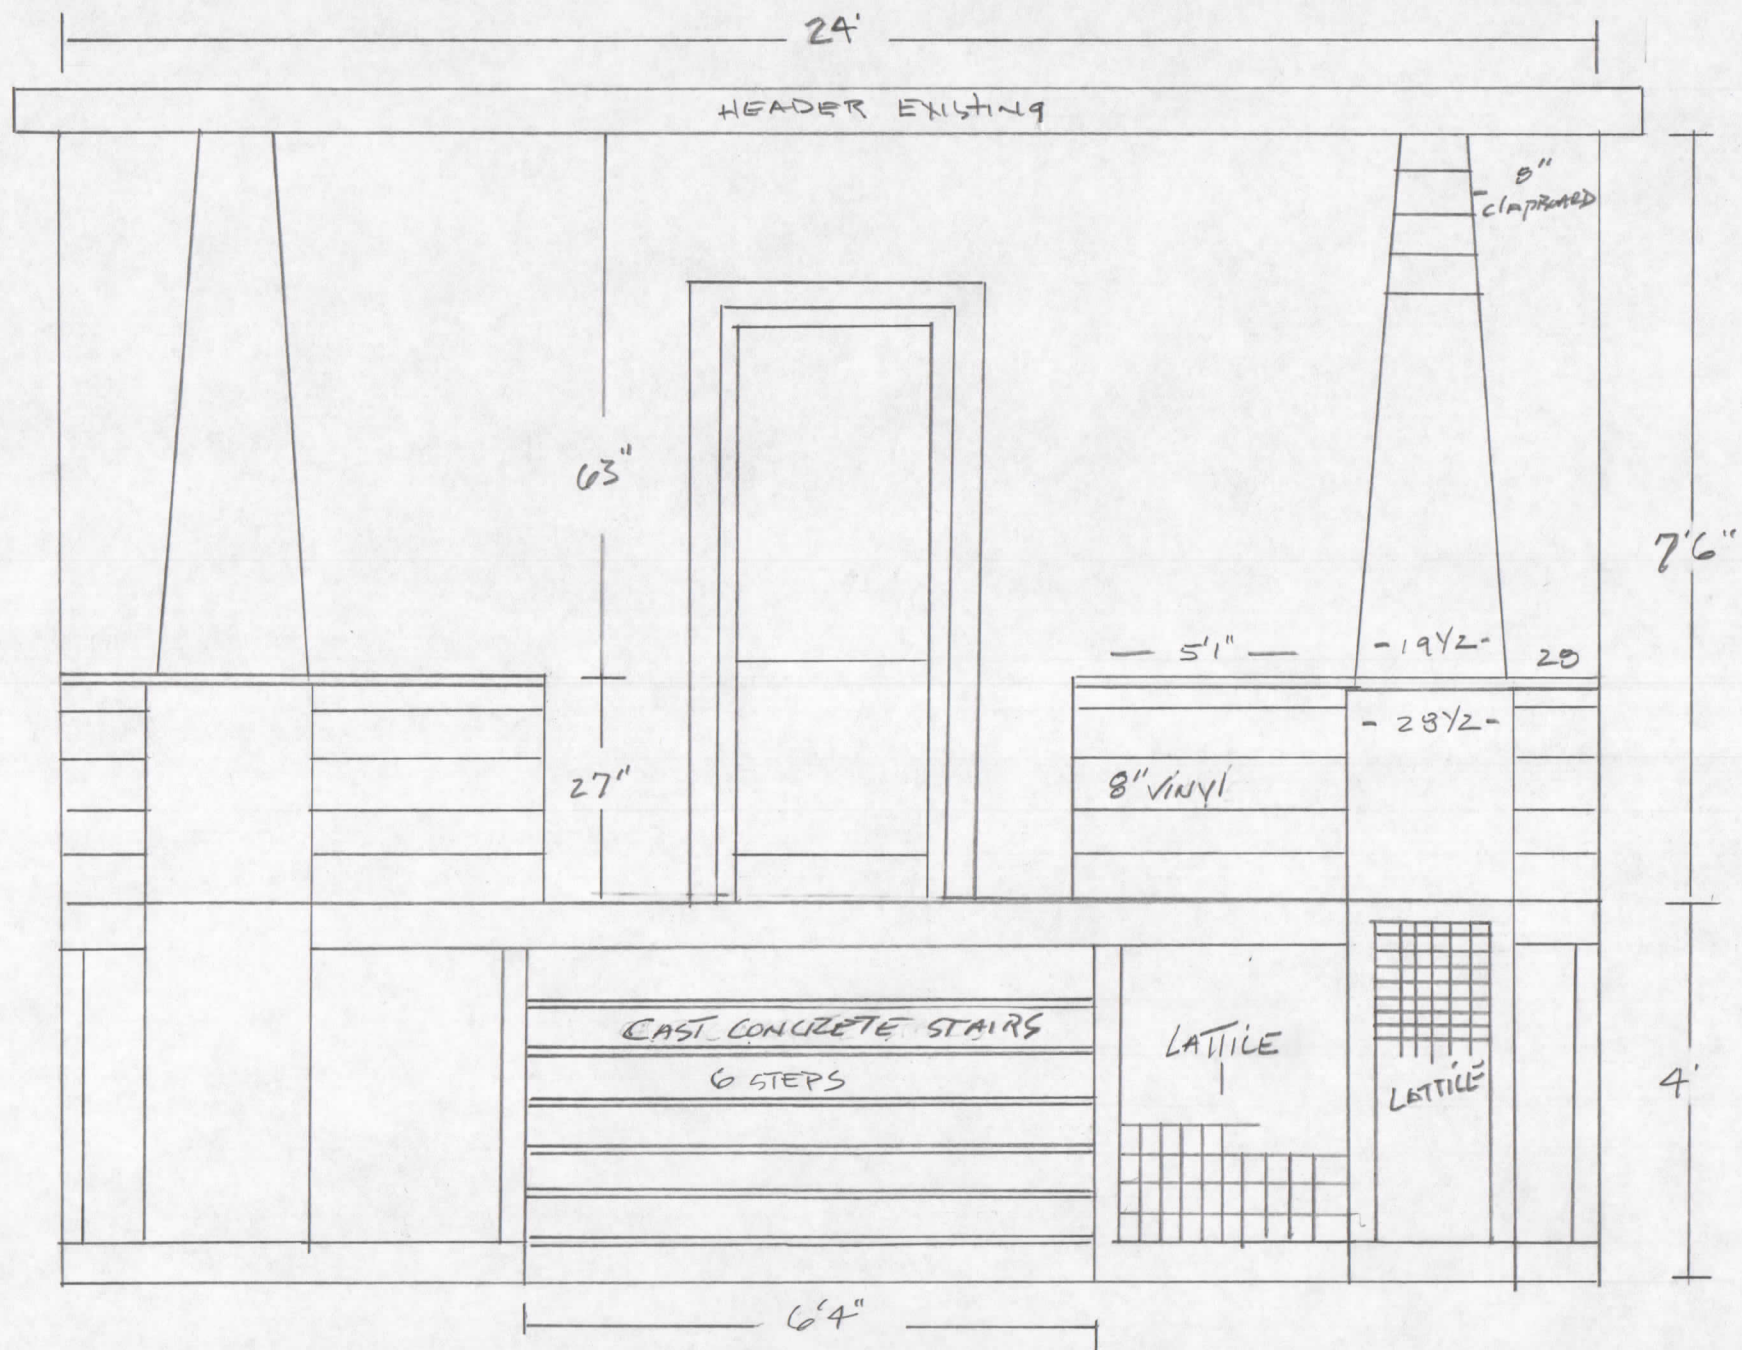 24'
HEADER EXISTING
8"
CLAPBOARD
63"
7'6"
5'1"
-19 1/2-
28
-28 1/2-
27"
8" VINYL
CAST CONCRETE STAIRS
6 STEPS
LATTICE
LATTICE
4'
6'4"